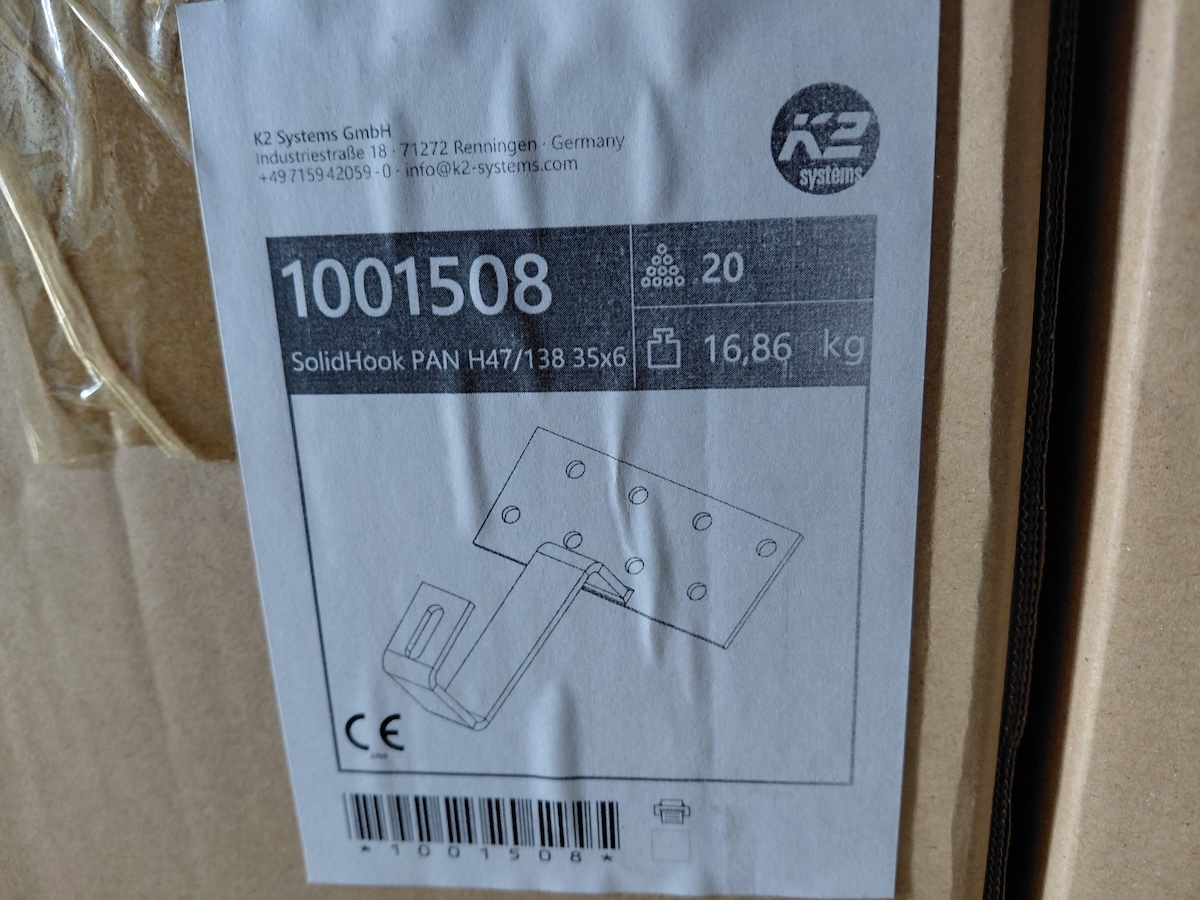 K2 Systems GmbH
Industriestraße 18 · 71272 Renningen · Germany
+49 7159 42059-0 · info@k2-systems.com
K2
systems
1001508
20
SolidHook PAN H47/138 35x6
16,86 kg
CE
*1001508*